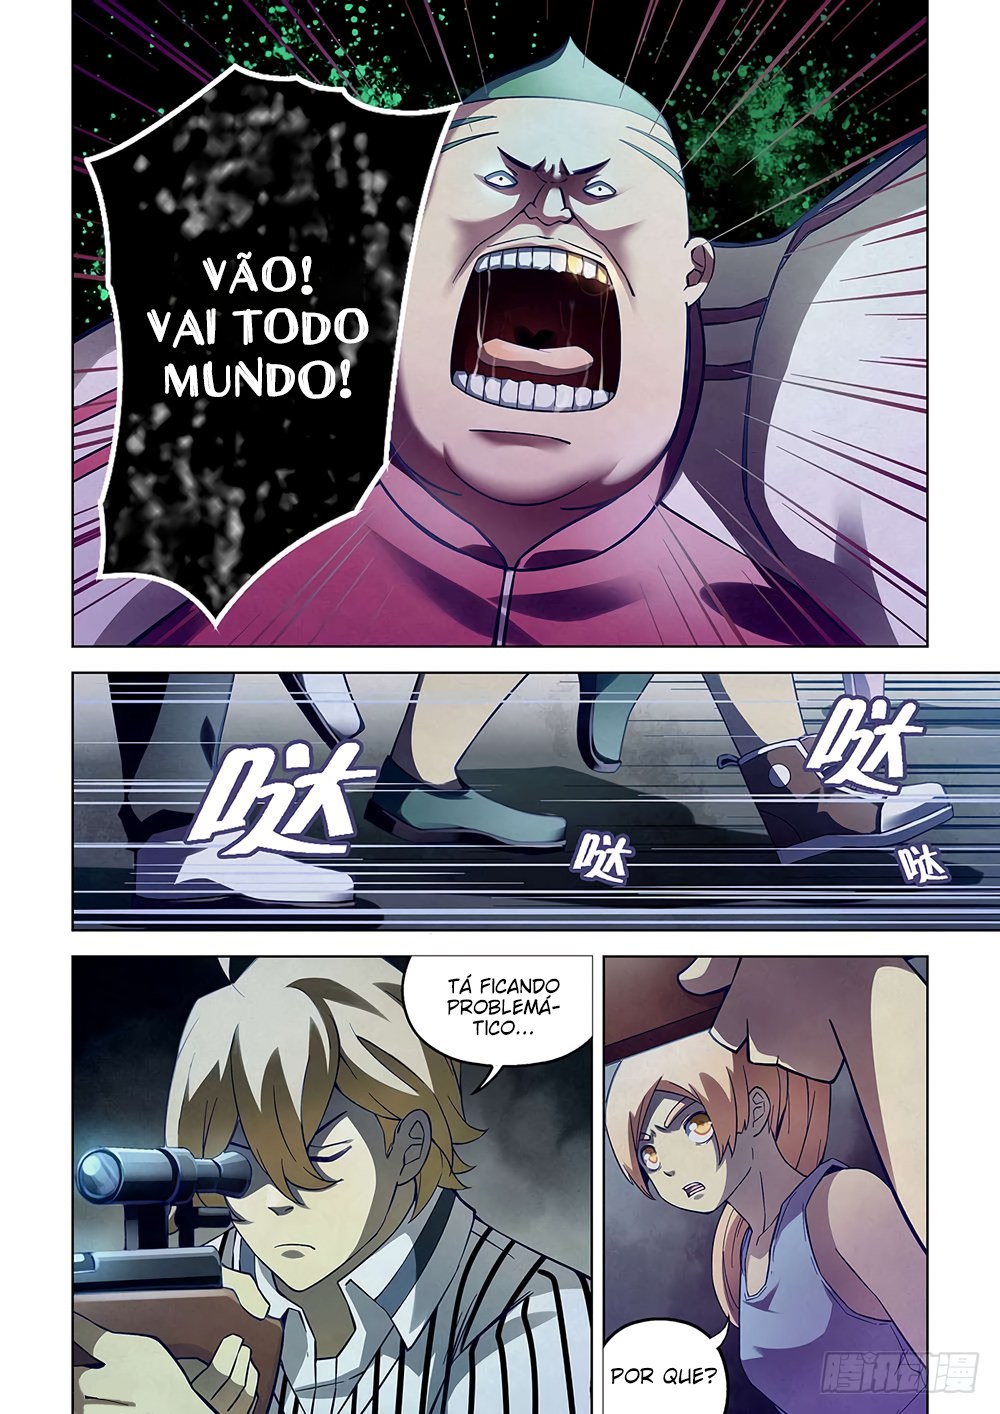 VÃO!
VAI TODO
MUNDO!
哒
哒
哒
哒
TÁ FICANDO
PROBLEMÁ-
TICO...
POR QUE?
腾讯动漫